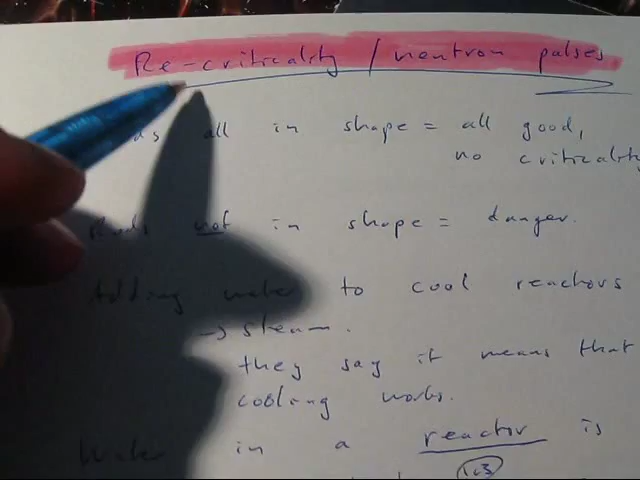 Re-criticality / neutron pulses
all in shape = all good,
no criticality
Rods not in shape = danger.
Adding water to cool reactors
→ steam.
they say it means that
cooling works.
Water in a reactor is